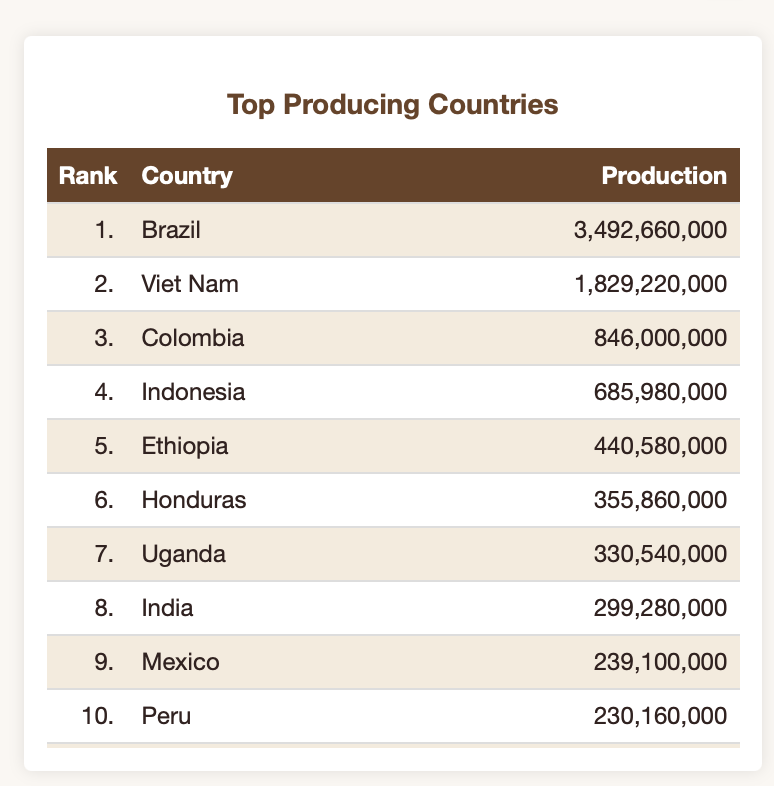 Top Producing Countries
Rank Country Production
1. Brazil 3,492,660,000
2. Viet Nam 1,829,220,000
3. Colombia 846,000,000
4. Indonesia 685,980,000
5. Ethiopia 440,580,000
6. Honduras 355,860,000
7. Uganda 330,540,000
8. India 299,280,000
9. Mexico 239,100,000
10. Peru 230,160,000